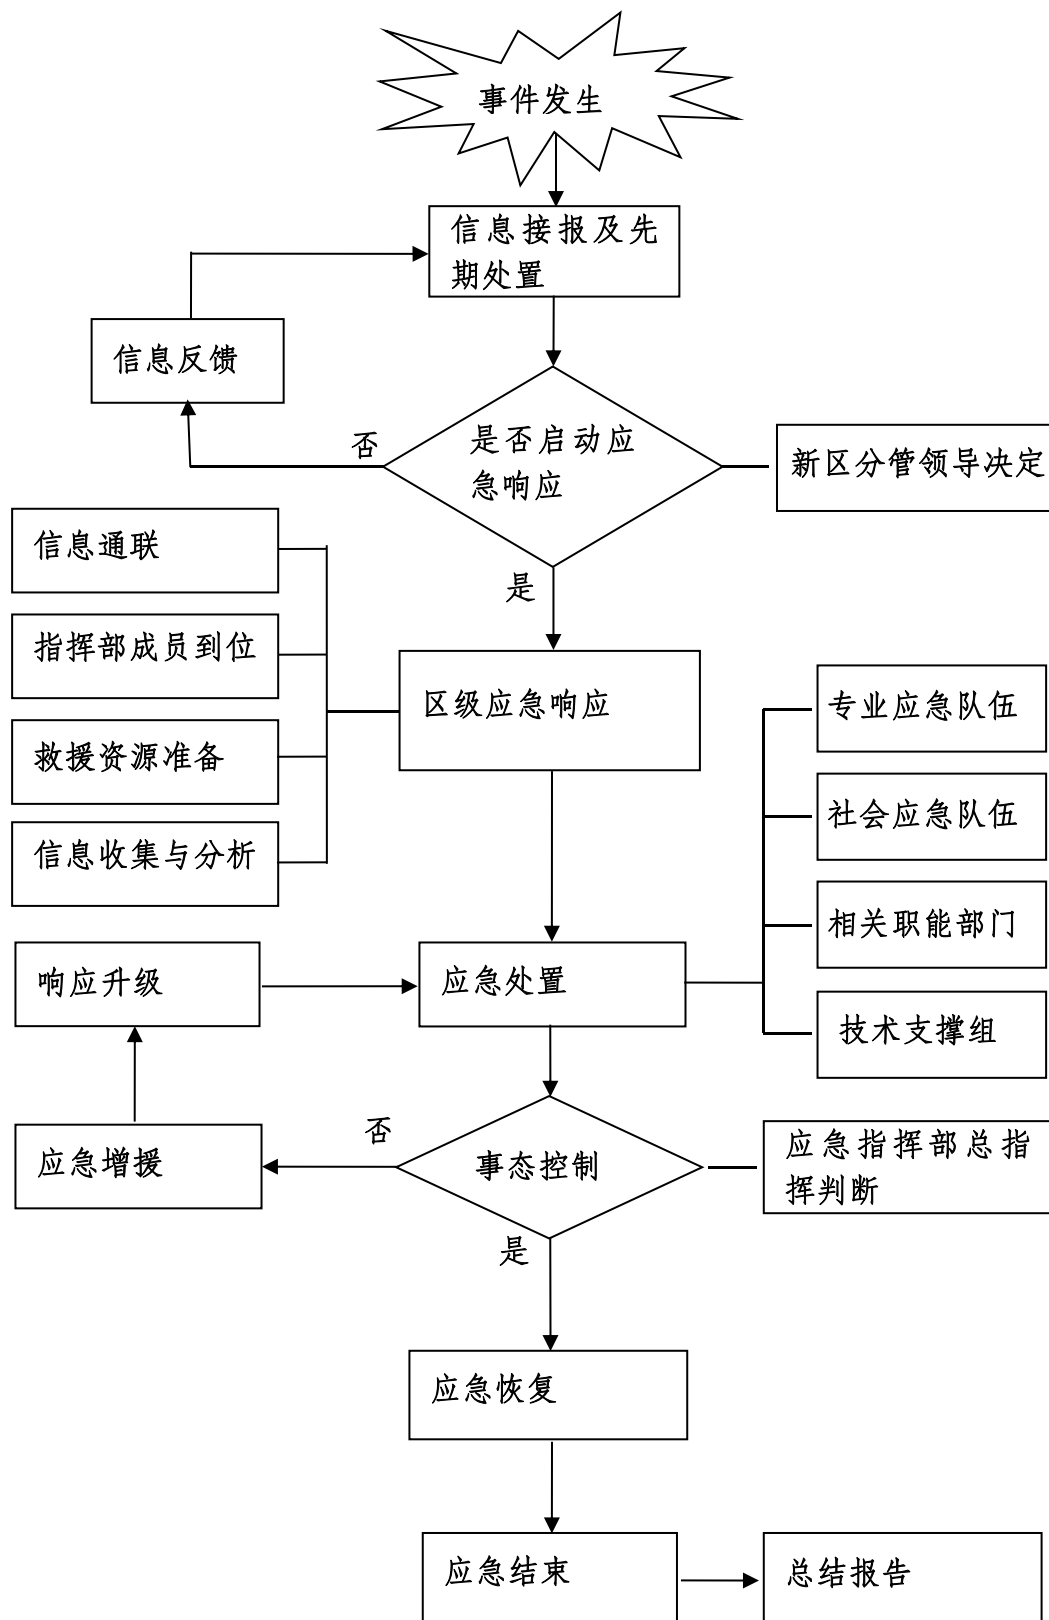 事件发生
信息接报及先
期处置
信息反馈
否
是否启动应
急响应
新区分管领导决定
是
信息通联
指挥部成员到位
救援资源准备
信息收集与分析
区级应急响应
专业应急队伍
社会应急队伍
相关职能部门
技术支撑组
响应升级
应急处置
应急增援
否
事态控制
应急指挥部总指
挥判断
是
应急恢复
应急结束
总结报告